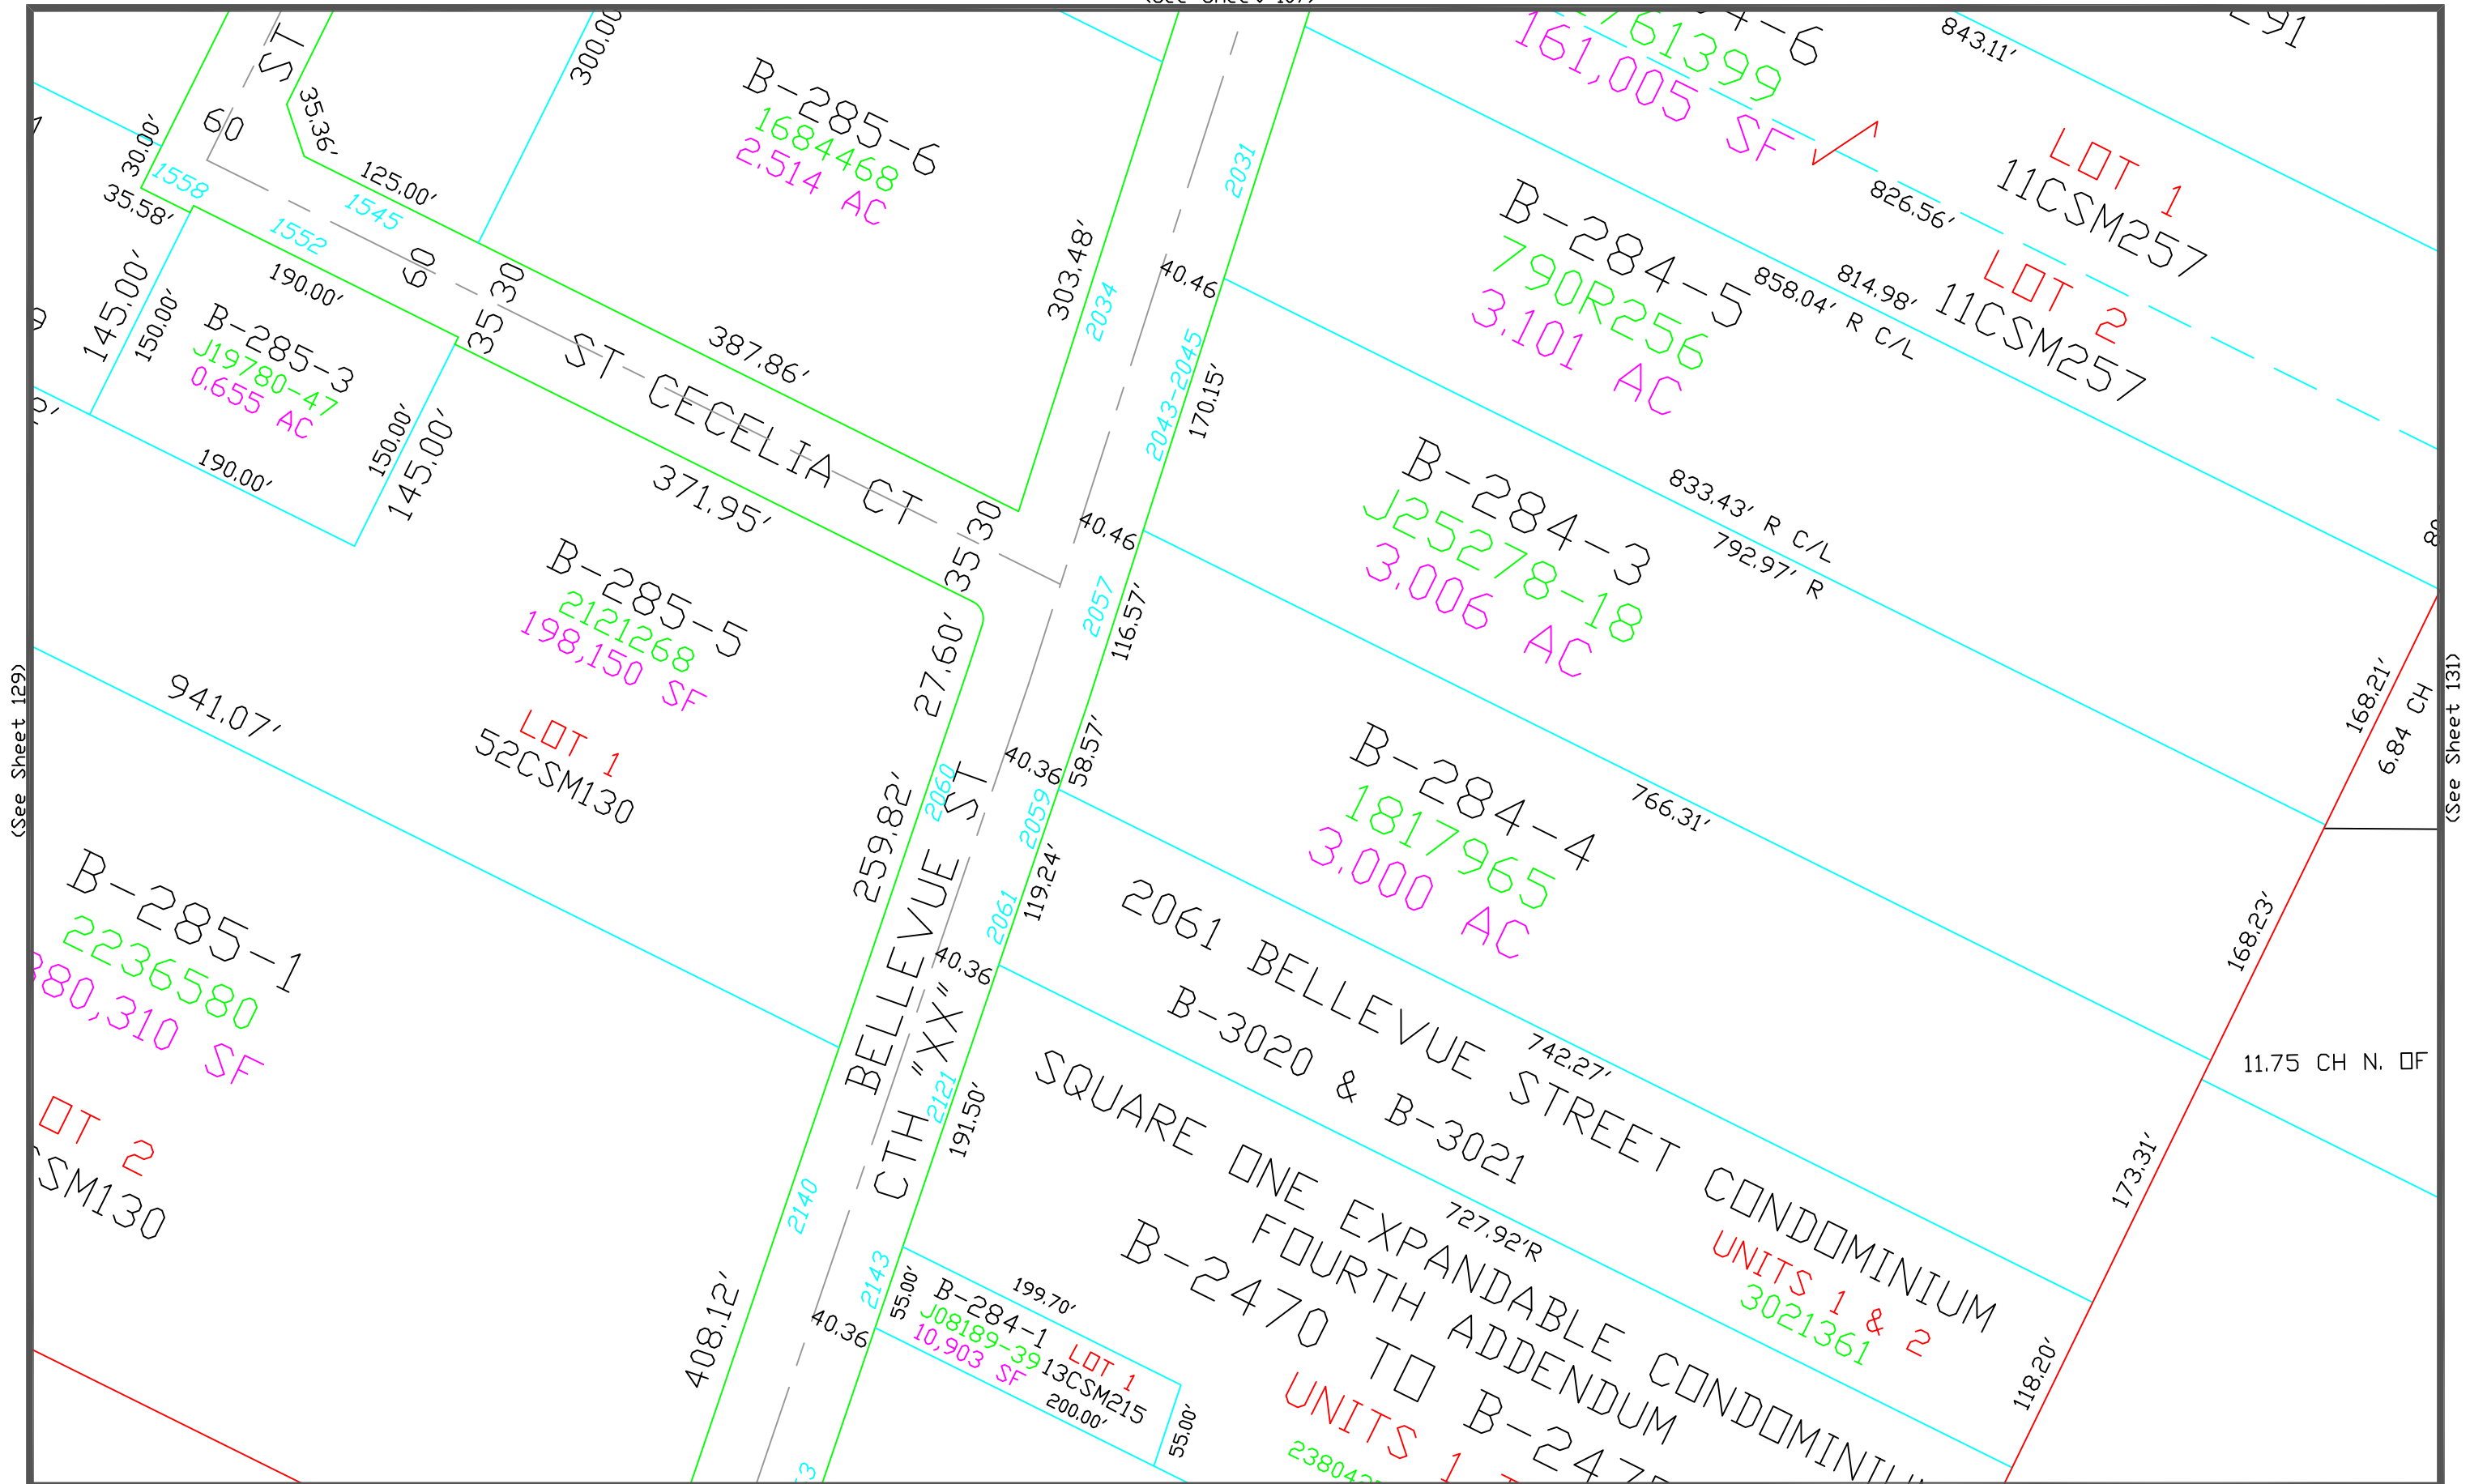 ST
60
35.36'
30.00'
1558
35.58'
125.00'
1545
1552
60
300.00
B-285-6
1684468
2.514 AC
303.48'
2034
2031
40.46
161,005 SF
761399
4-6
843.11'
291
LOT 1
11CSM257
826.56'
LOT 2
11CSM257
814.98'
858.04' R C/L
B-284-5
790R256
3.101 AC
2043-2045
170.15'
145.00'
150.00'
190.00'
B-285-3
J19780-47
0.655 AC
190.00'
150.00'
145.00'
35 30
387.86'
ST CECELIA CT
371.95'
35 30
40.46
B-284-3
J25278-18
3.006 AC
833.43' R C/L
792.97' R
2057
116.57'
B-285-5
2121268
198,150 SF
LOT 1
52CSM130
27.60'
259.82'
2060
40.36
58.57'
2059
(See Sheet 129)
(See Sheet 131)
168.21'
6.84 CH
B-284-4
1817965
3.000 AC
766.31'
941.07'
B-285-1
2236580
380,310 SF
OT 2
SM130
BELLEVUE ST
CTH "XX"
119.24'
2061
40.36
2061 BELLEVUE STREET CONDOMINIUM
B-3020 & B-3021
742.27'
UNITS 1 & 2
3021361
168.23'
11.75 CH N. OF
173.31'
118.20'
2121
191.50'
2140
2143
408.12'
40.36
55.00'
199.70'
B-284-1
J08189-39
10,903 SF
LOT 1
13CSM215
200.00'
55.00'
SQUARE ONE EXPANDABLE CONDOMINIUM
FOURTH ADDENDUM
727.92'R
B-2470 TO B-247
UNITS 1
238042